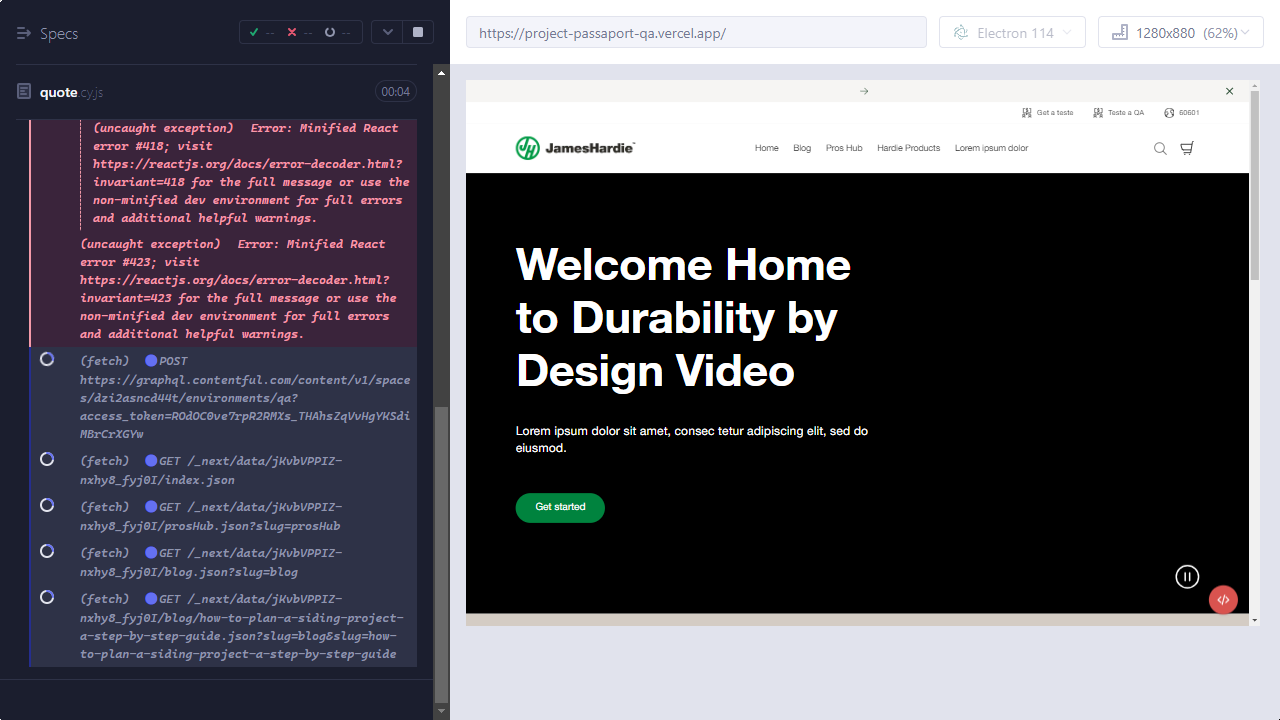 Specs
--
--
--
quote.cy.js
00:04
(uncaught exception) Error: Minified React
error #418; visit
https://reactjs.org/docs/error-decoder.html?
invariant=418 for the full message or use the
non-minified dev environment for full errors
and additional helpful warnings.
(uncaught exception) Error: Minified React
error #423; visit
https://reactjs.org/docs/error-decoder.html?
invariant=423 for the full message or use the
non-minified dev environment for full errors
and additional helpful warnings.
(fetch) POST
https://graphql.contentful.com/content/v1/space
s/dzi2asncd44t/environments/qa?
access_token=ROdOC0ve7rpR2RMXs_THAhsZqVvHgYKSdi
MBrCrXGYw
(fetch) GET /_next/data/jKvbVPPIZ-
nxhy8_fyj0I/index.json
(fetch) GET /_next/data/jKvbVPPIZ-
nxhy8_fyj0I/prosHub.json?slug=prosHub
(fetch) GET /_next/data/jKvbVPPIZ-
nxhy8_fyj0I/blog.json?slug=blog
(fetch) GET /_next/data/jKvbVPPIZ-
nxhy8_fyj0I/blog/how-to-plan-a-siding-project-
a-step-by-step-guide.json?slug=blog&slug=how-
to-plan-a-siding-project-a-step-by-step-guide
https://project-passaport-qa.vercel.app/
Electron 114
1280x880 (62%)
Get a teste
Teste a QA
60601
JH JamesHardie™
Home
Blog
Pros Hub
Hardie Products
Lorem ipsum dolor
Welcome Home
to Durability by
Design Video
Lorem ipsum dolor sit amet, consec tetur adipiscing elit, sed do
eiusmod.
Get started